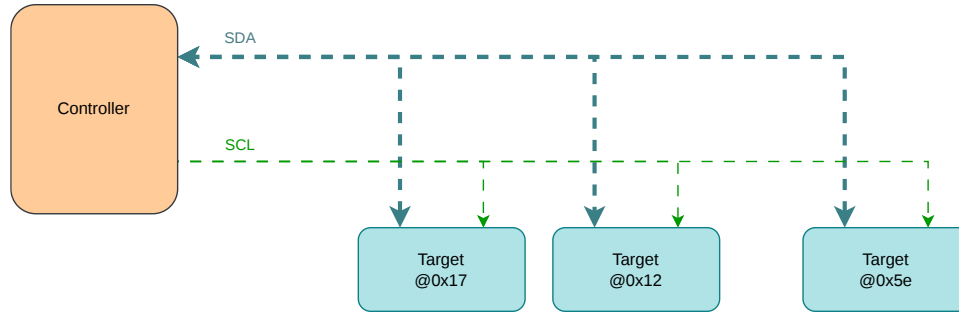 SDA
Controller
SCL
Target
@0x17
Target
@0x12
Target
@0x5e